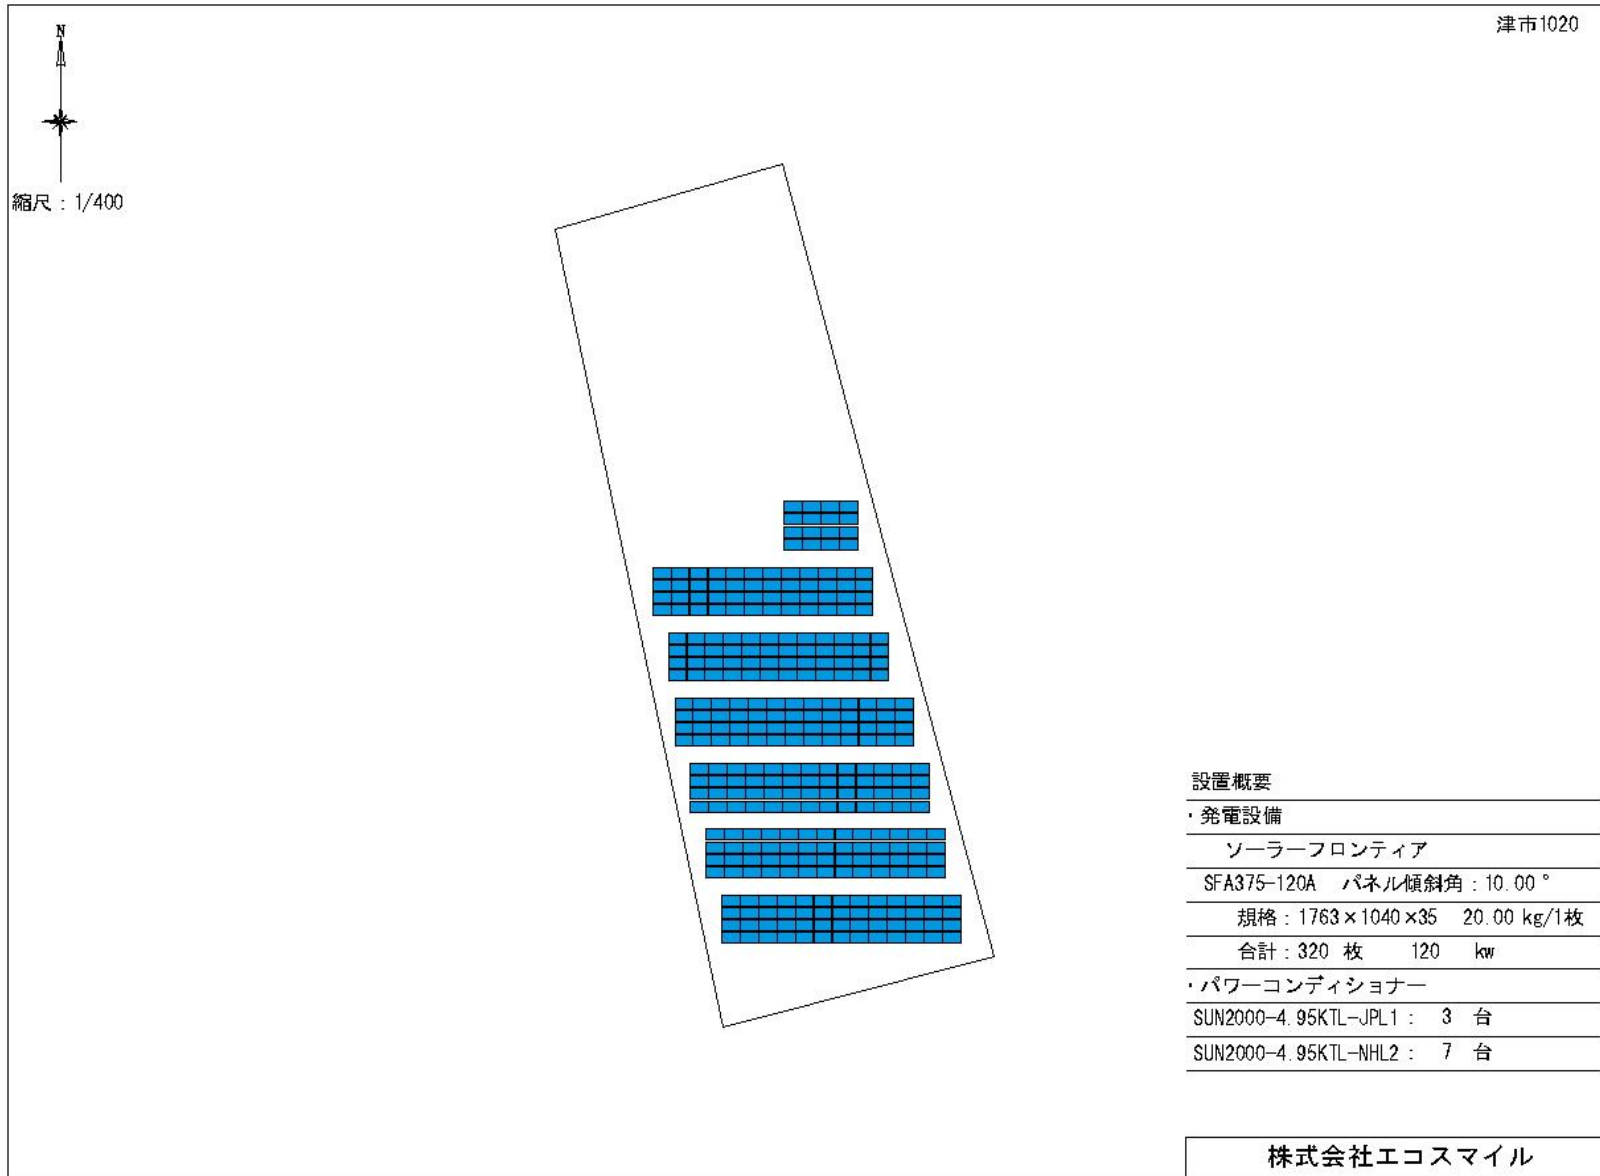 津市1020
N
縮尺：1/400
設置概要
・発電設備
ソーラーフロンティア
SFA375-120A パネル傾斜角：10.00°
規格：1763×1040×35 20.00 kg/1枚
合計：320 枚 120 kw
・パワーコンディショナー
SUN2000-4.95KTL-JPL1： 3 台
SUN2000-4.95KTL-NHL2： 7 台
株式会社エコスマイル